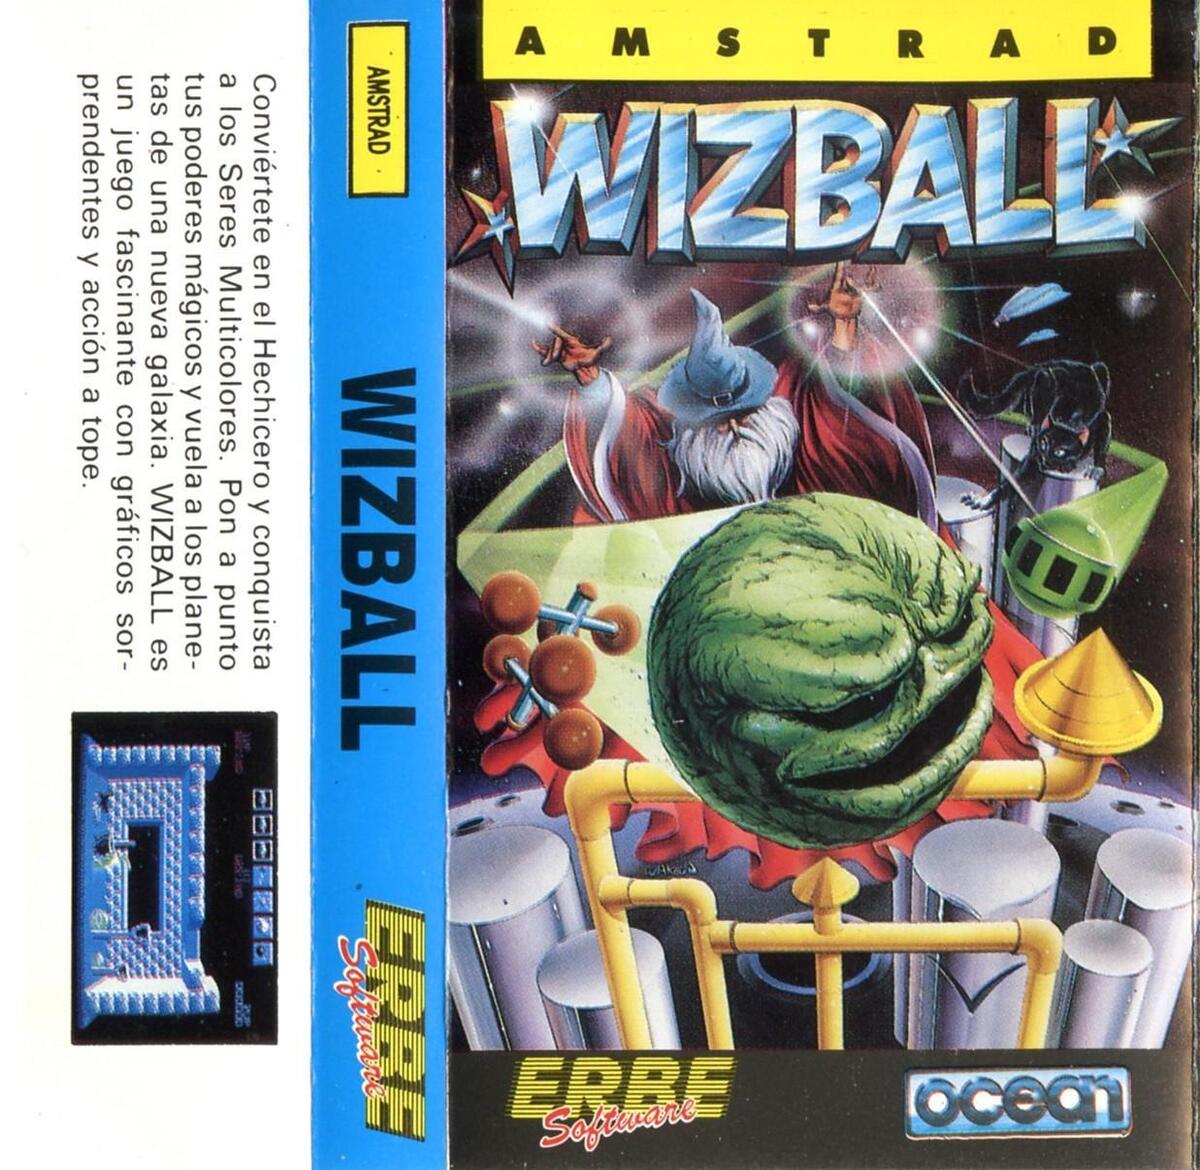 Conviértete en el Hechicero y conquista
a los Seres Multicolores. Pon a punto
tus poderes mágicos y vuela a los plane-
tas de una nueva galaxia. WIZBALL es
un juego fascinante con gráficos sor-
prendentes y acción a tope.
AMSTRAD
WIZBALL
ERBE
Software
AMSTRAD
WIZBALL
ERBE
Software
ocean